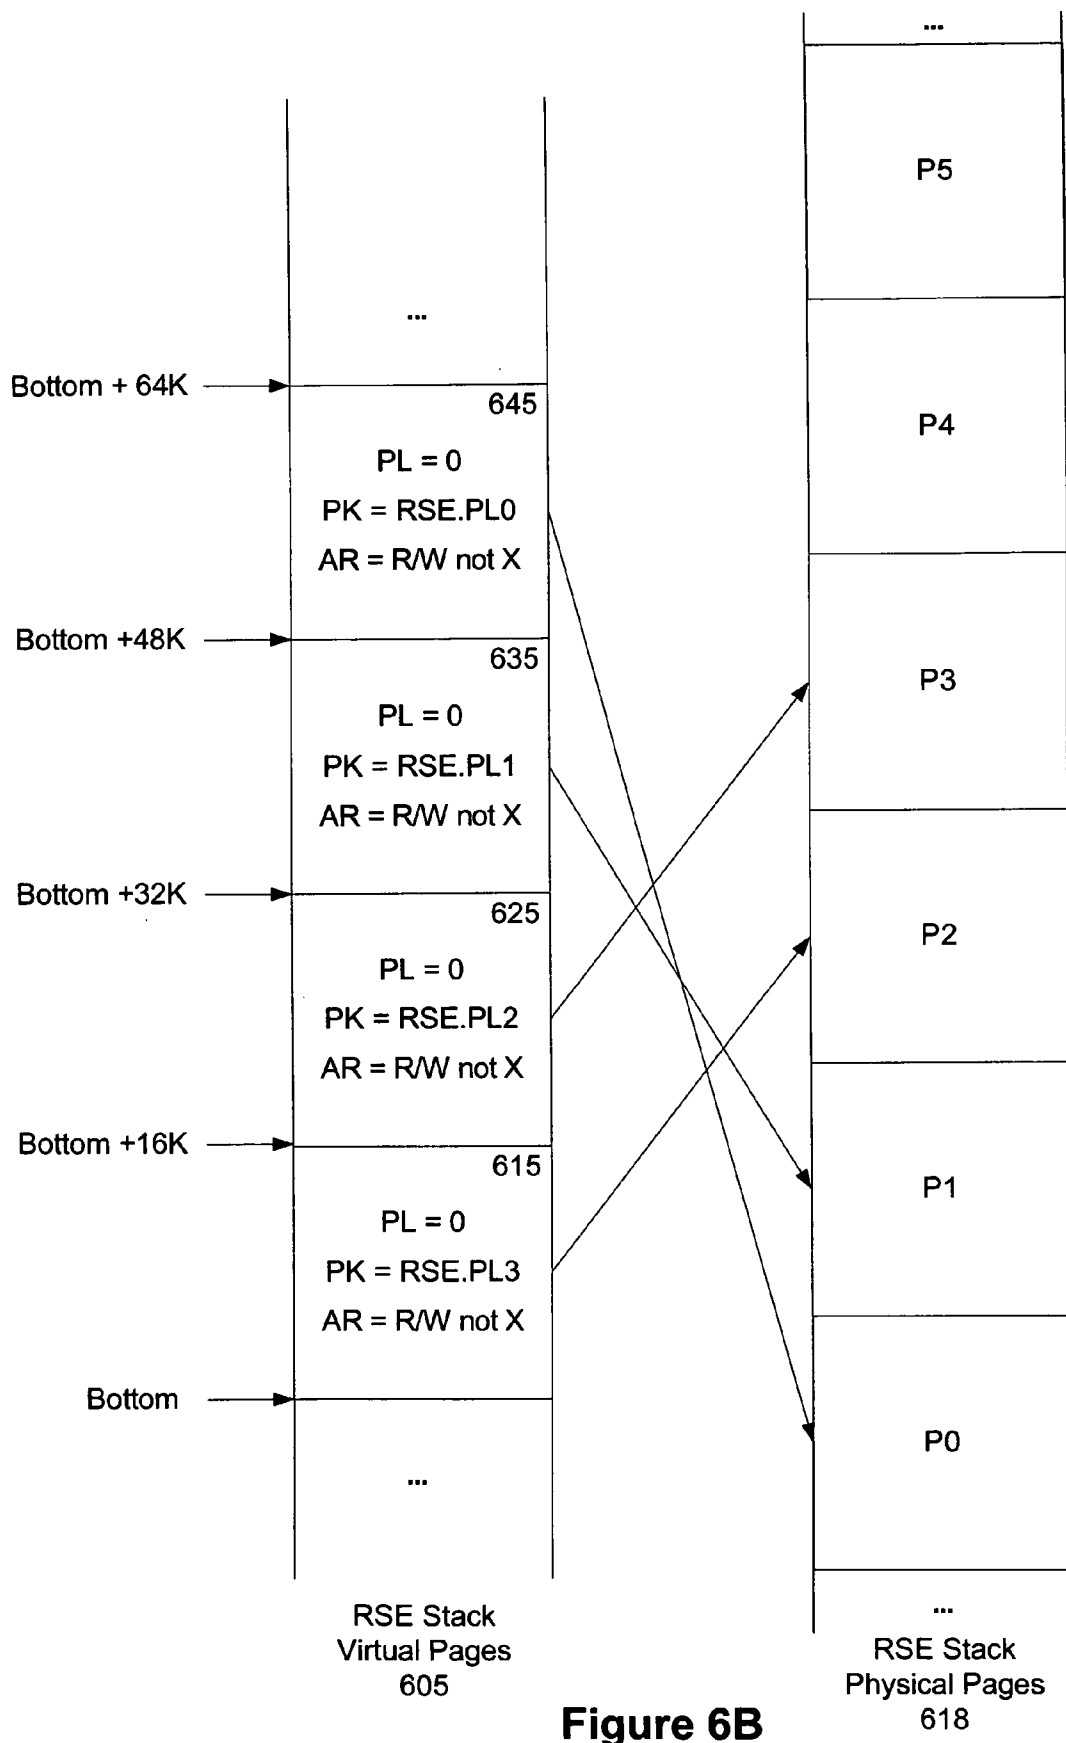 ...
P5
...
Bottom + 64K
645
PL = 0
PK = RSE.PL0
AR = R/W not X
P4
Bottom +48K
635
PL = 0
PK = RSE.PL1
AR = R/W not X
P3
Bottom +32K
625
PL = 0
PK = RSE.PL2
AR = R/W not X
P2
Bottom +16K
615
PL = 0
PK = RSE.PL3
AR = R/W not X
P1
Bottom
...
P0
...
RSE Stack
Virtual Pages
605
RSE Stack
Physical Pages
618
Figure 6B